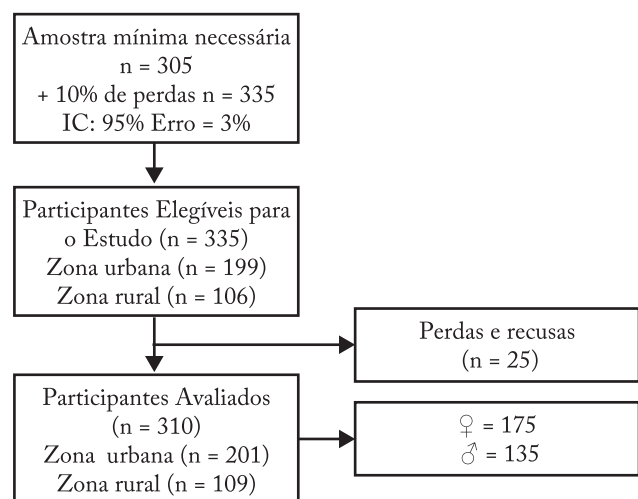 Amostra mínima necessária
n = 305
+ 10% de perdas n = 335
IC: 95% Erro = 3%
Participantes Elegíveis para
o Estudo (n = 335)
Zona urbana (n = 199)
Zona rural (n = 106)
Perdas e recusas
(n = 25)
Participantes Avaliados
(n = 310)
Zona urbana (n = 201)
Zona rural (n = 109)
♀ = 175
♂ = 135